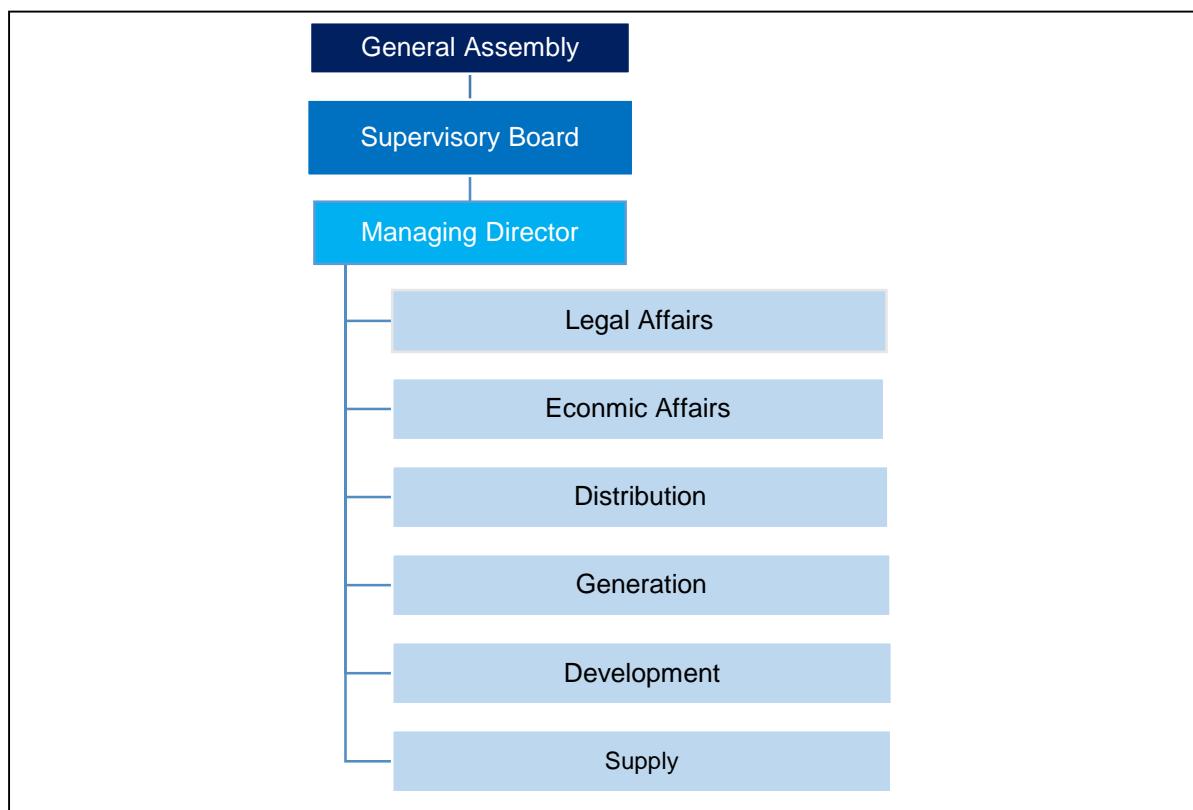 General Assembly
Supervisory Board
Managing Director
Legal Affairs
Econmic Affairs
Distribution
Generation
Development
Supply